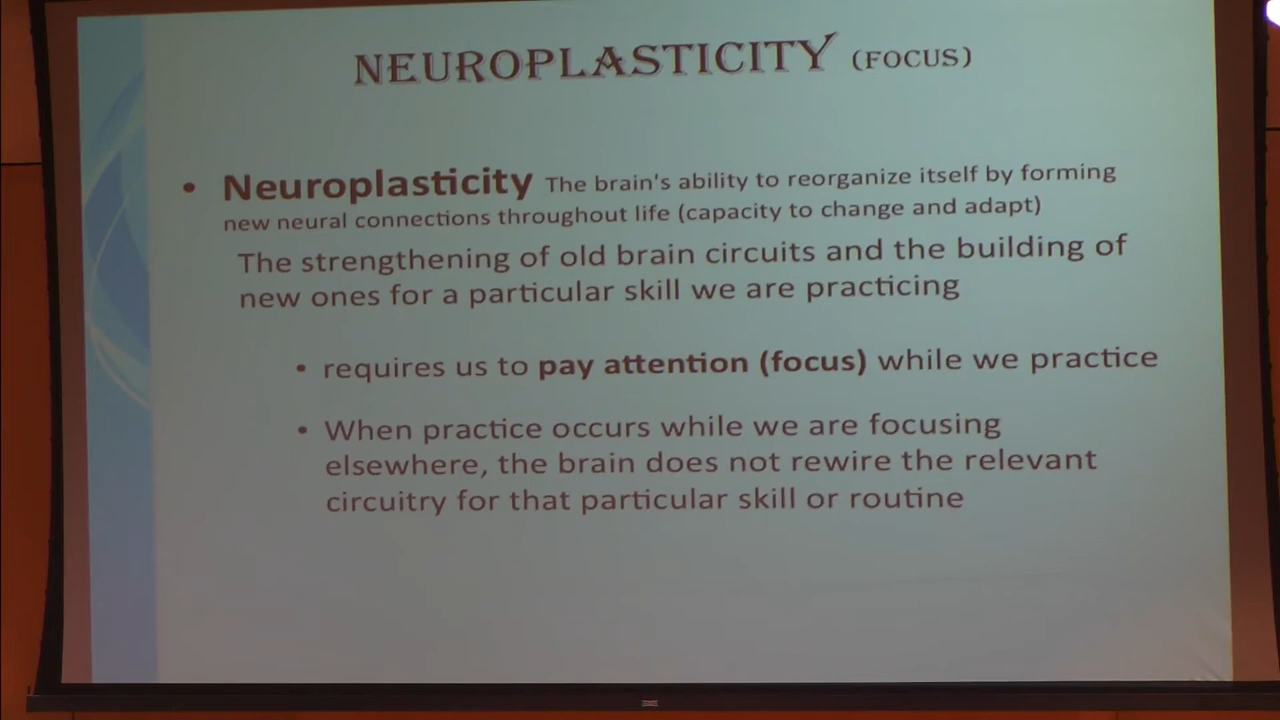 NEUROPLASTICITY (FOCUS)
• Neuroplasticity The brain's ability to reorganize itself by forming
new neural connections throughout life (capacity to change and adapt)
The strengthening of old brain circuits and the building of
new ones for a particular skill we are practicing
• requires us to pay attention (focus) while we practice
• When practice occurs while we are focusing
elsewhere, the brain does not rewire the relevant
circuitry for that particular skill or routine